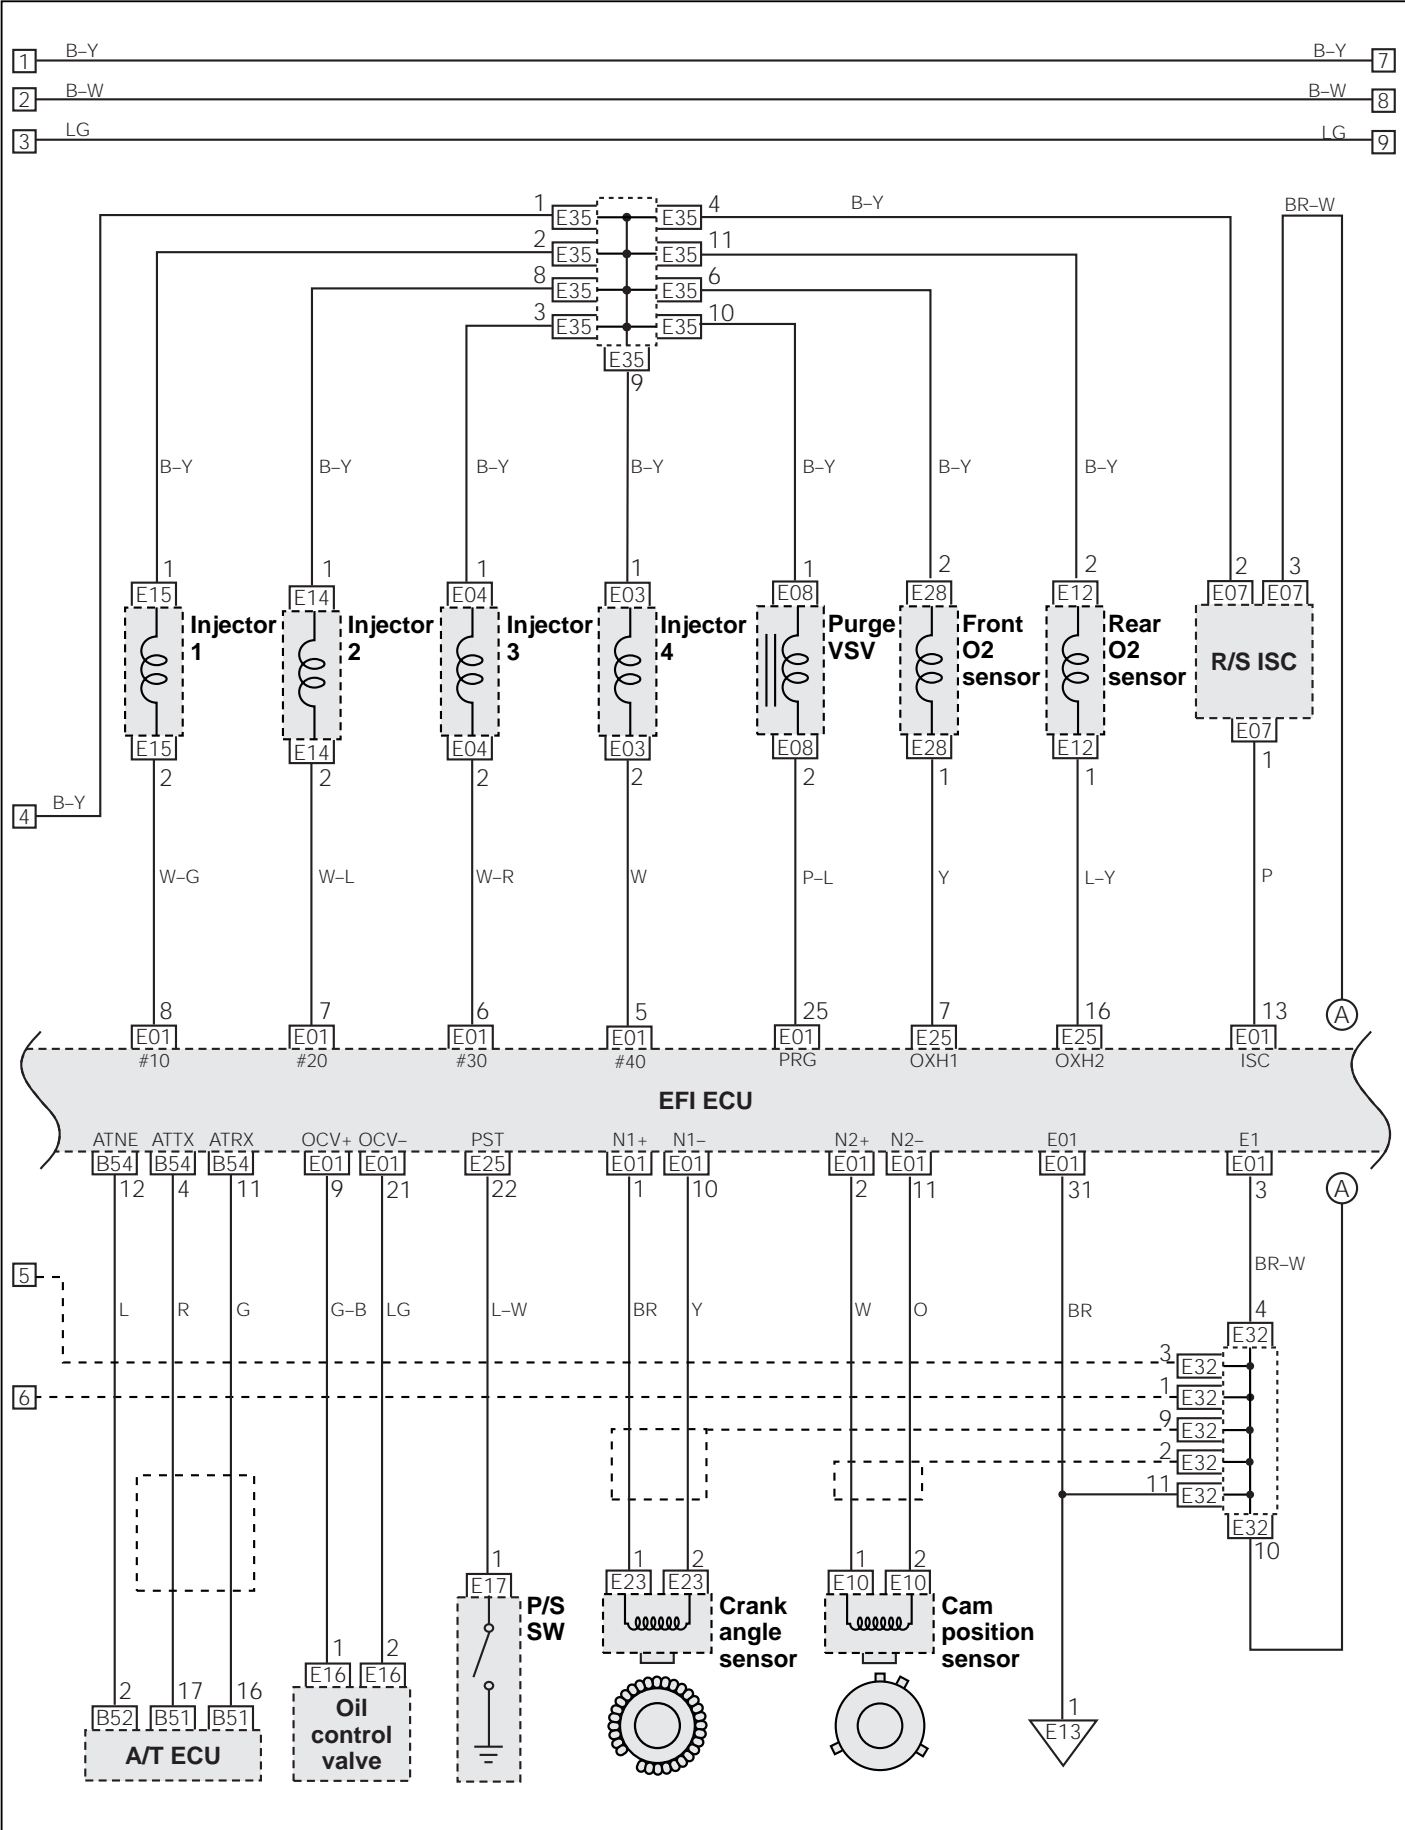 1 B–Y B–Y 7
2 B–W B–W 8
3 LG LG 9
1 E35 E35 4 B–Y BR–W
2 E35 E35 11
8 E35 E35 6
3 E35 E35 10
E35
9
B–Y B–Y B–Y B–Y B–Y B–Y B–Y
1 1 1 1 1 2 2 2 3
E15 E14 E04 E03 E08 E28 E12 E07 E07
Injector
1
Injector
2
Injector
3
Injector
4
Purge
VSV
Front
O2
sensor
Rear
O2
sensor
R/S ISC
E15 E14 E04 E03 E08 E28 E12 E07
2 2 2 2 2 1 1 1
4 B–Y
W–G W–L W–R W P–L Y L–Y P
8 7 6 5 25 7 16 13 A
E01 E01 E01 E01 E01 E25 E25 E01
#10 #20 #30 #40 PRG OXH1 OXH2 ISC
EFI ECU
ATNE ATTX ATRX OCV+ OCV– PST N1+ N1– N2+ N2– E01 E1
B54 B54 B54 E01 E01 E25 E01 E01 E01 E01 E01 E01
12 4 11 9 21 22 1 10 2 11 31 3 A
5 BR–W
L R G G–B LG L–W BR Y W O BR 4
E32
3 E32
6 1 E32
9 E32
2 E32
11 E32
E32
10
1 1 2 1 2
E17 E23 E23 E10 E10
P/S
SW
Crank
angle
sensor
Cam
position
sensor
1 2
E16 E16
2 17 16 1
B52 B51 B51 E13
Oil
control
valve
A/T ECU